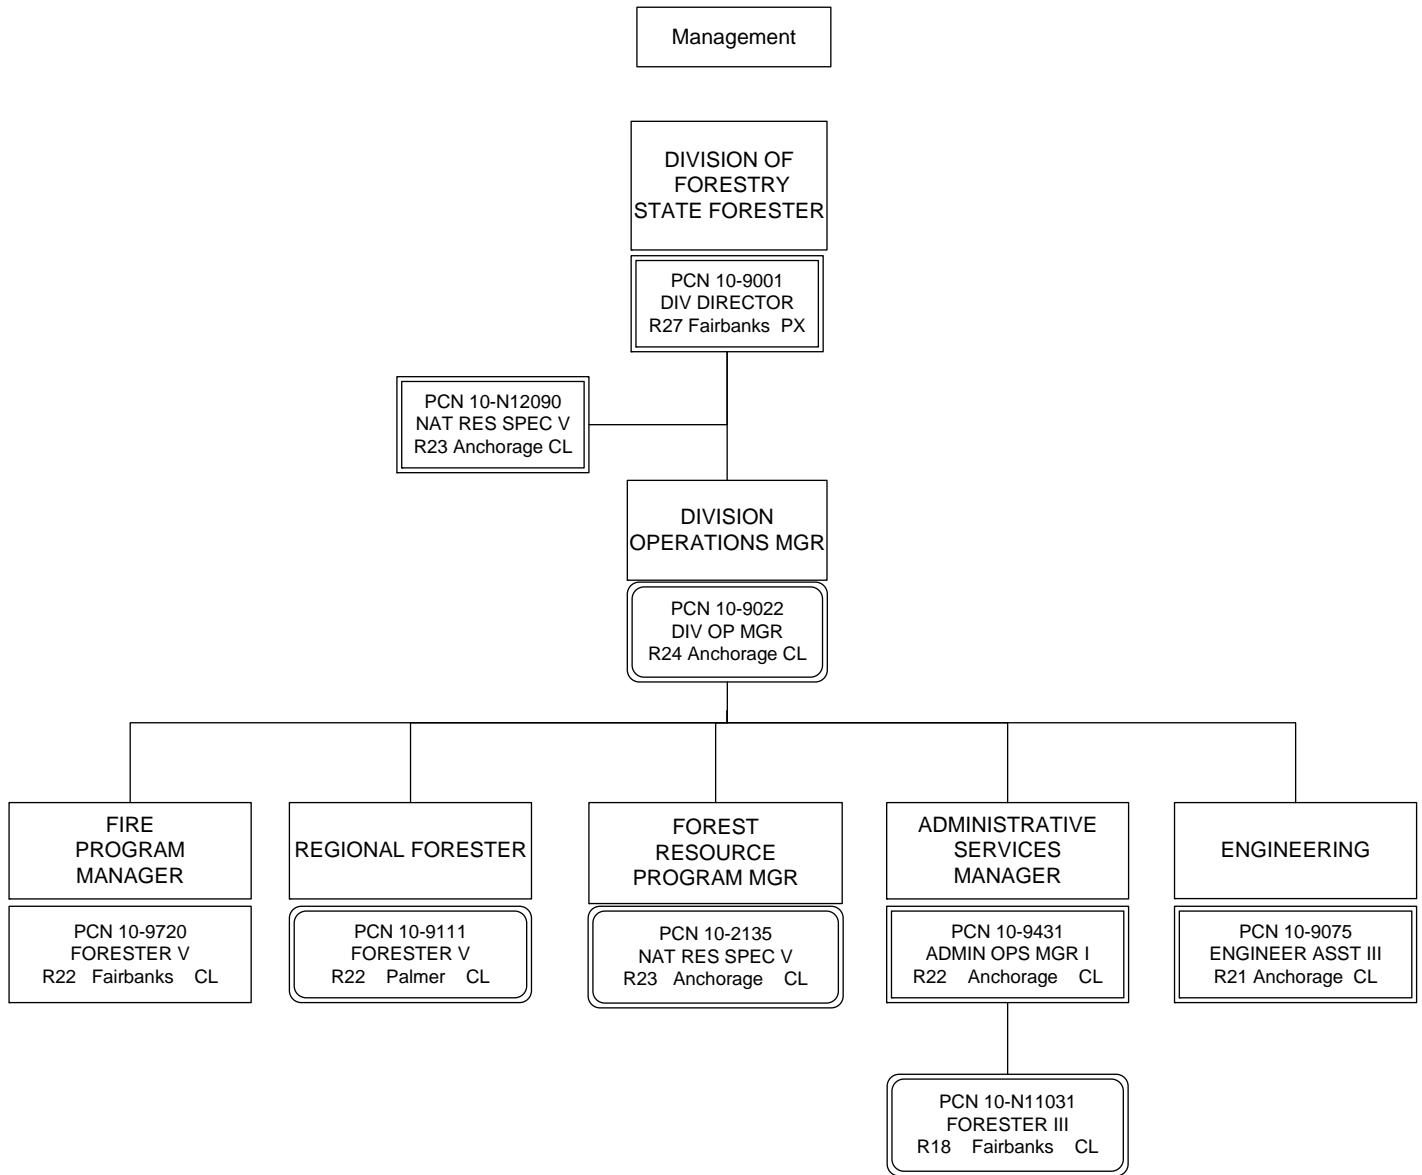 Management
DIVISION OF
FORESTRY
STATE FORESTER
PCN 10-9001
DIV DIRECTOR
R27 Fairbanks PX
PCN 10-N12090
NAT RES SPEC V
R23 Anchorage CL
DIVISION
OPERATIONS MGR
PCN 10-9022
DIV OP MGR
R24 Anchorage CL
FIRE
PROGRAM
MANAGER
PCN 10-9720
FORESTER V
R22 Fairbanks CL
REGIONAL FORESTER
PCN 10-9111
FORESTER V
R22 Palmer CL
FOREST
RESOURCE
PROGRAM MGR
PCN 10-2135
NAT RES SPEC V
R23 Anchorage CL
ADMINISTRATIVE
SERVICES
MANAGER
PCN 10-9431
ADMIN OPS MGR I
R22 Anchorage CL
PCN 10-N11031
FORESTER III
R18 Fairbanks CL
ENGINEERING
PCN 10-9075
ENGINEER ASST III
R21 Anchorage CL